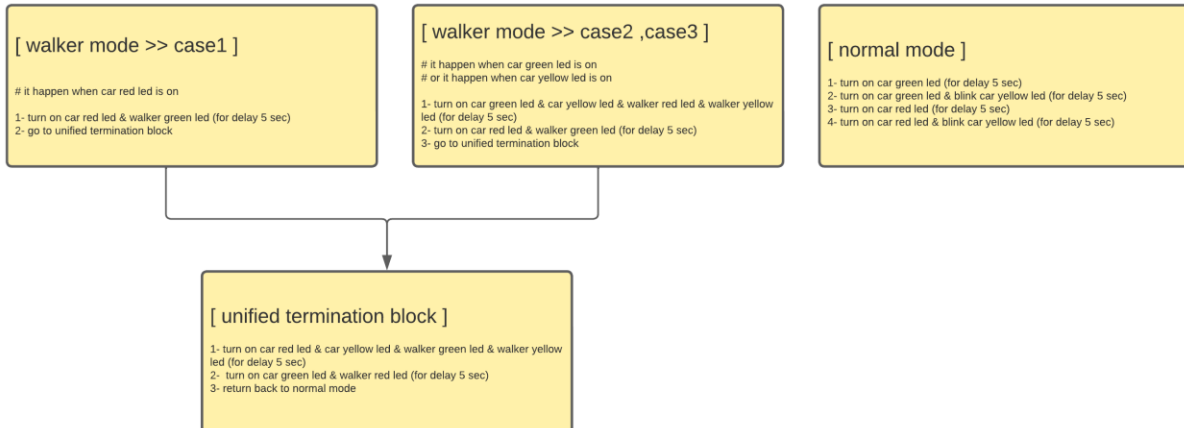 [ walker mode >> case1 ]
# it happen when car red led is on
1- turn on car red led & walker green led (for delay 5 sec)
2- go to unified termination block
[ walker mode >> case2 ,case3 ]
# it happen when car green led is on
# or it happen when car yellow led is on
1- turn on car green led & car yellow led & walker red led & walker yellow
led (for delay 5 sec)
2- turn on car red led & walker green led (for delay 5 sec)
3- go to unified termination block
[ normal mode ]
1- turn on car green led (for delay 5 sec)
2- turn on car green led & blink car yellow led (for delay 5 sec)
3- turn on car red led (for delay 5 sec)
4- turn on car red led & blink car yellow led (for delay 5 sec)
[ unified termination block ]
1- turn on car red led & car yellow led & walker green led & walker yellow
led (for delay 5 sec)
2-  turn on car green led & walker red led (for delay 5 sec)
3- return back to normal mode